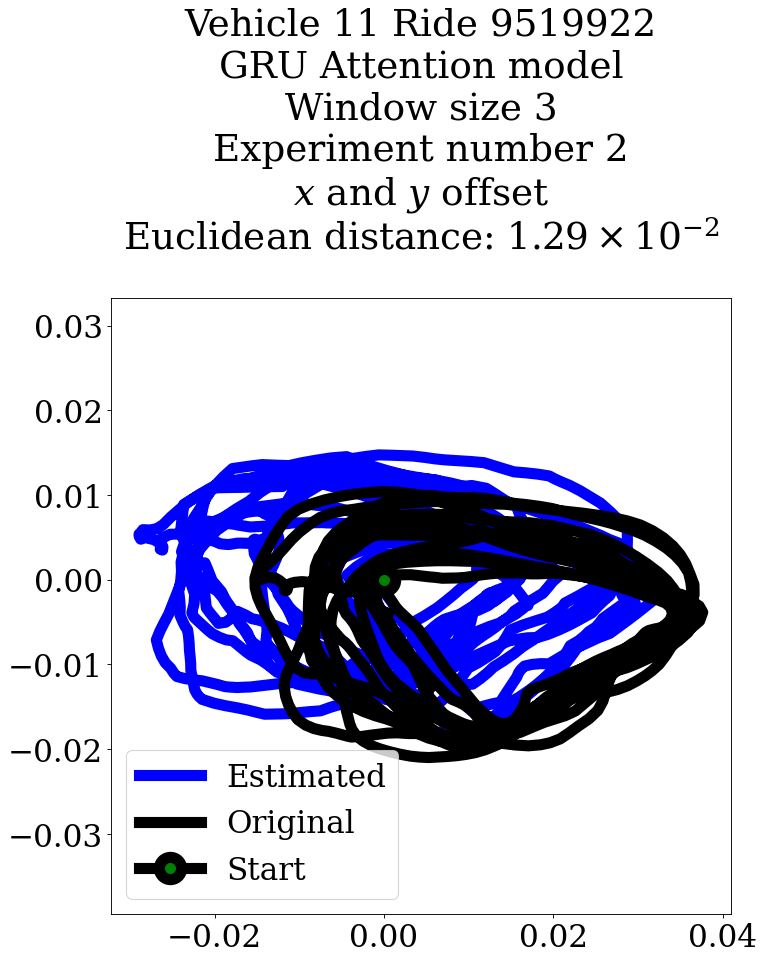 Vehicle 11 Ride 9519922
GRU Attention model
Window size 3
Experiment number 2
x and y offset
Euclidean distance: 1.29 × 10⁻²
0.03
0.02
0.01
0.00
−0.01
−0.02
−0.03
Estimated
Original
Start
−0.02 0.00 0.02 0.04